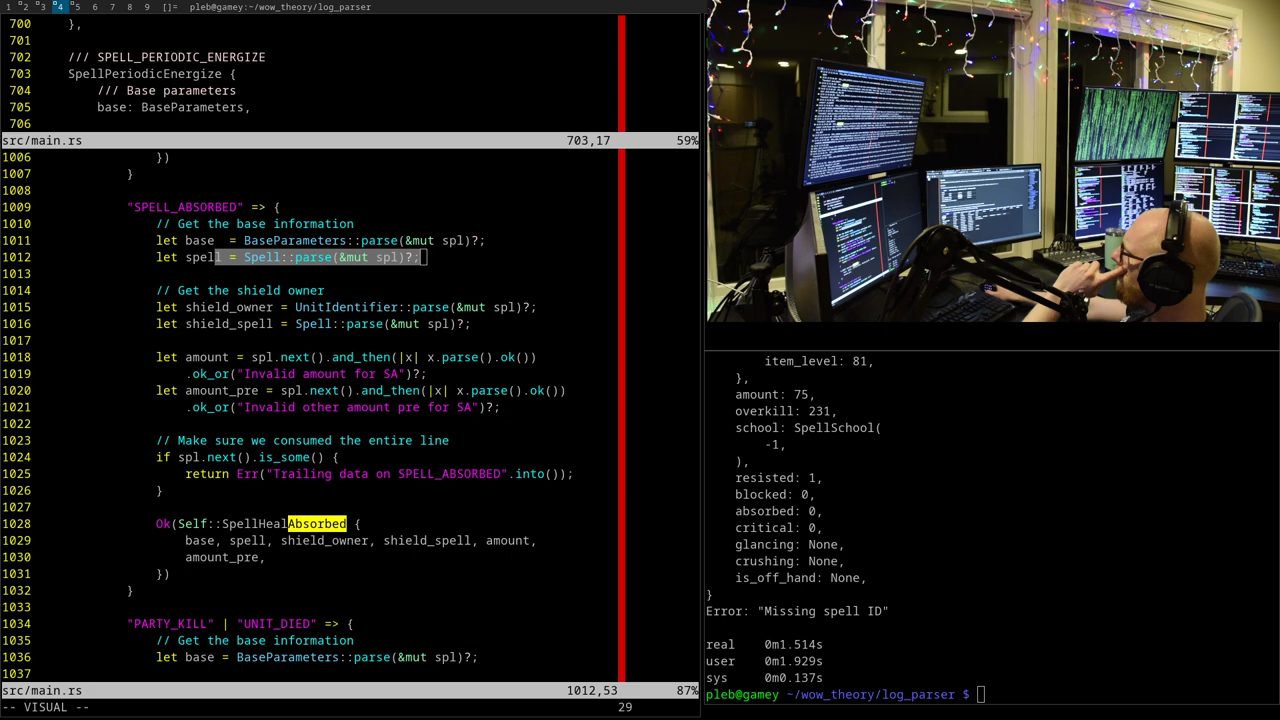 1 2 3 4 5 6 7 8 9 []= pleb@gamey:~/wow_theory/log_parser
700 },
701
702 /// SPELL_PERIODIC_ENERGIZE
703 SpellPeriodicEnergize {
704 /// Base parameters
705 base: BaseParameters,
706
src/main.rs 703,17 59%
1006 })
1007 }
1008
1009 "SPELL_ABSORBED" => {
1010 // Get the base information
1011 let base  = BaseParameters::parse(&mut spl)?;
1012 let spell = Spell::parse(&mut spl)?;
1013
1014 // Get the shield owner
1015 let shield_owner = UnitIdentifier::parse(&mut spl)?;
1016 let shield_spell = Spell::parse(&mut spl)?;
1017
1018 let amount = spl.next().and_then(|x| x.parse().ok())
1019 .ok_or("Invalid amount for SA")?;
1020 let amount_pre = spl.next().and_then(|x| x.parse().ok())
1021 .ok_or("Invalid other amount pre for SA")?;
1022
1023 // Make sure we consumed the entire line
1024 if spl.next().is_some() {
1025 return Err("Trailing data on SPELL_ABSORBED".into());
1026 }
1027
1028 Ok(Self::SpellHealAbsorbed {
1029 base, spell, shield_owner, shield_spell, amount,
1030 amount_pre,
1031 })
1032 }
1033
1034 "PARTY_KILL" | "UNIT_DIED" => {
1035 // Get the base information
1036 let base = BaseParameters::parse(&mut spl)?;
1037
src/main.rs 1012,53 87%
-- VISUAL -- 29
item_level: 81,
},
amount: 75,
overkill: 231,
school: SpellSchool(
-1,
),
resisted: 1,
blocked: 0,
absorbed: 0,
critical: 0,
glancing: None,
crushing: None,
is_off_hand: None,
}
Error: "Missing spell ID"
real 0m1.514s
user 0m1.929s
sys 0m0.137s
pleb@gamey ~/wow_theory/log_parser $